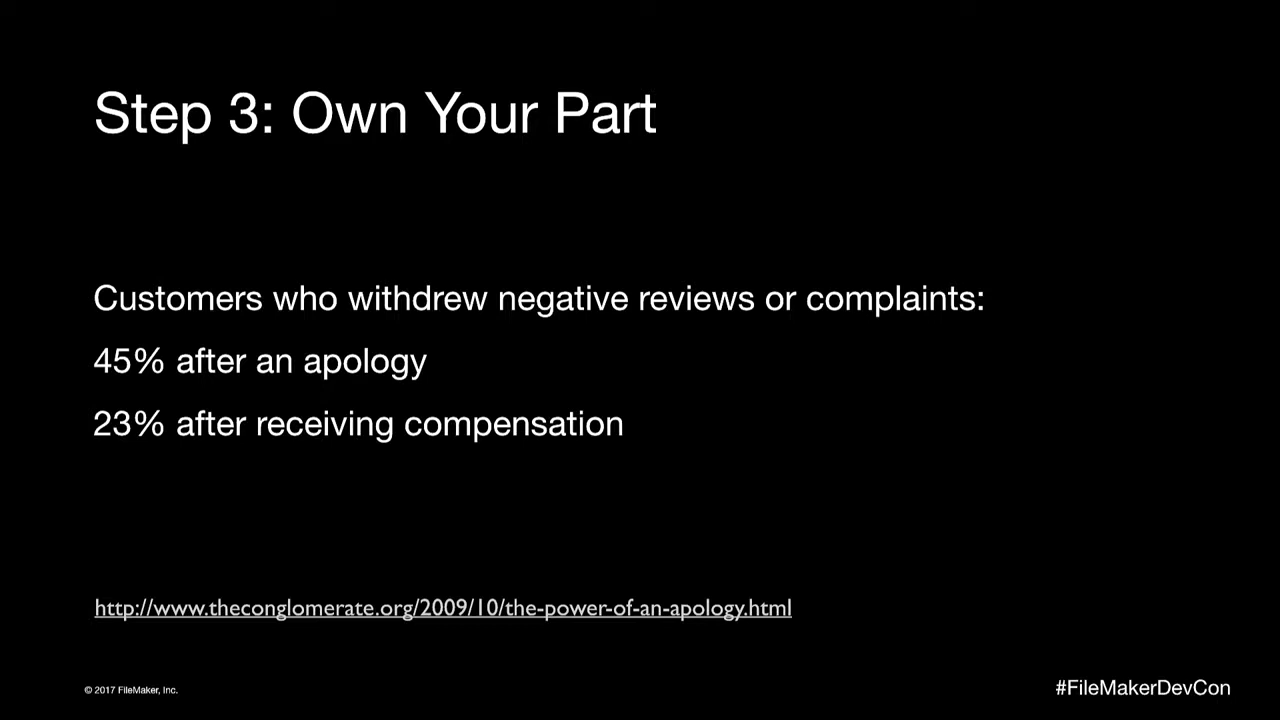 Step 3: Own Your Part
Customers who withdrew negative reviews or complaints:
45% after an apology
23% after receiving compensation
http://www.theconglomerate.org/2009/10/the-power-of-an-apology.html
© 2017 FileMaker, Inc.
#FileMakerDevCon